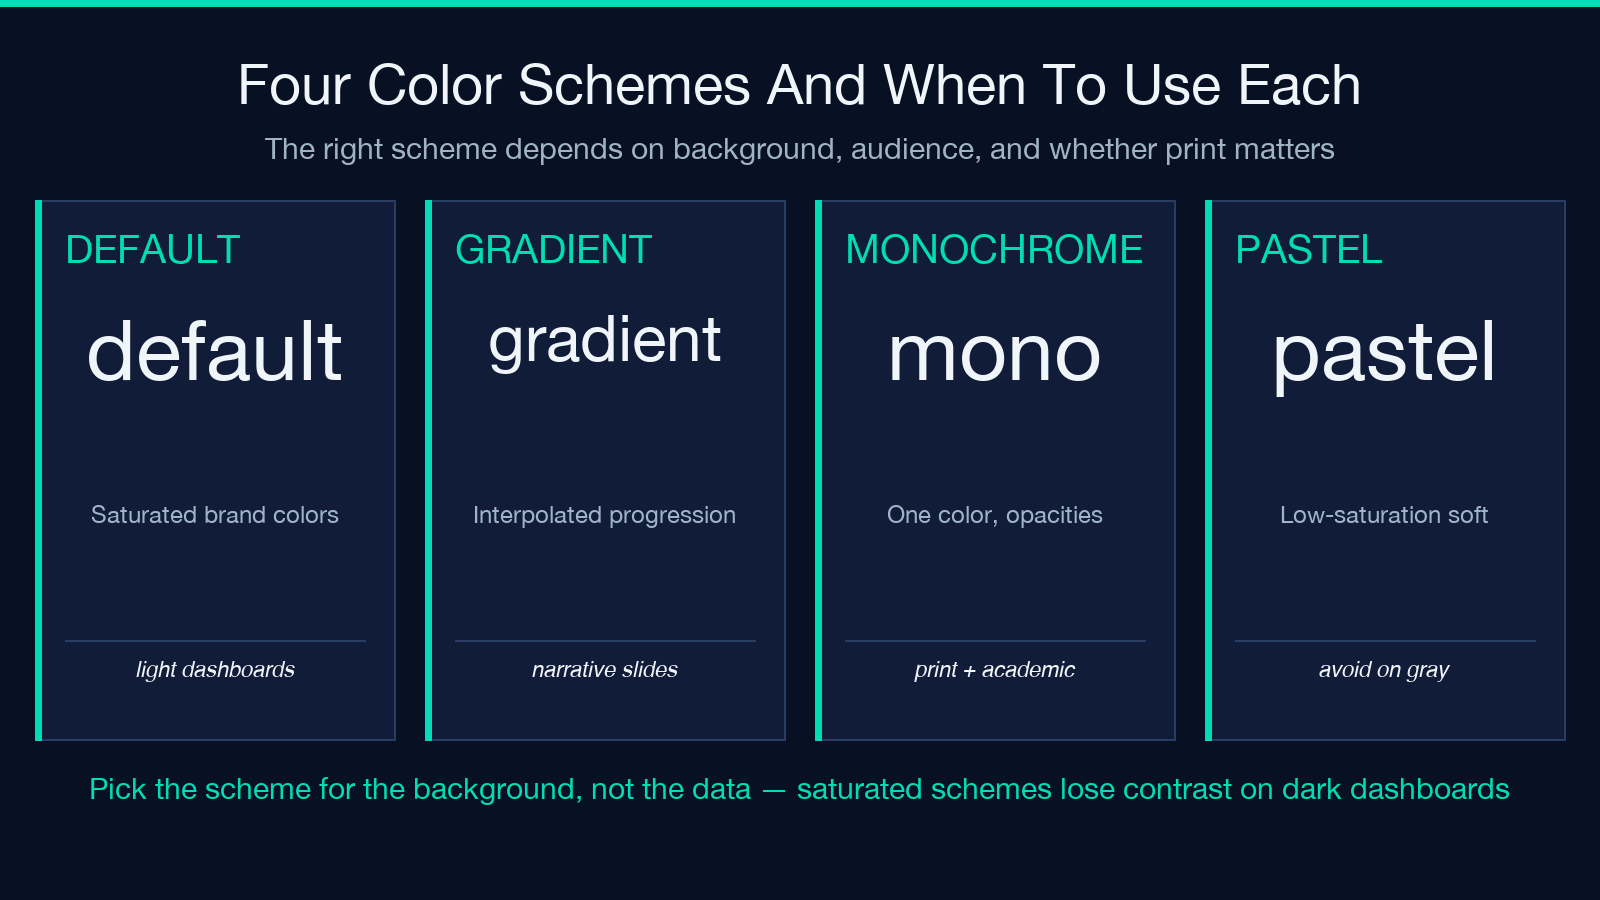 Four Color Schemes And When To Use Each
The right scheme depends on background, audience, and whether print matters
DEFAULT
default
Saturated brand colors
light dashboards
GRADIENT
gradient
Interpolated progression
narrative slides
MONOCHROME
mono
One color, opacities
print + academic
PASTEL
pastel
Low-saturation soft
avoid on gray
Pick the scheme for the background, not the data — saturated schemes lose contrast on dark dashboards